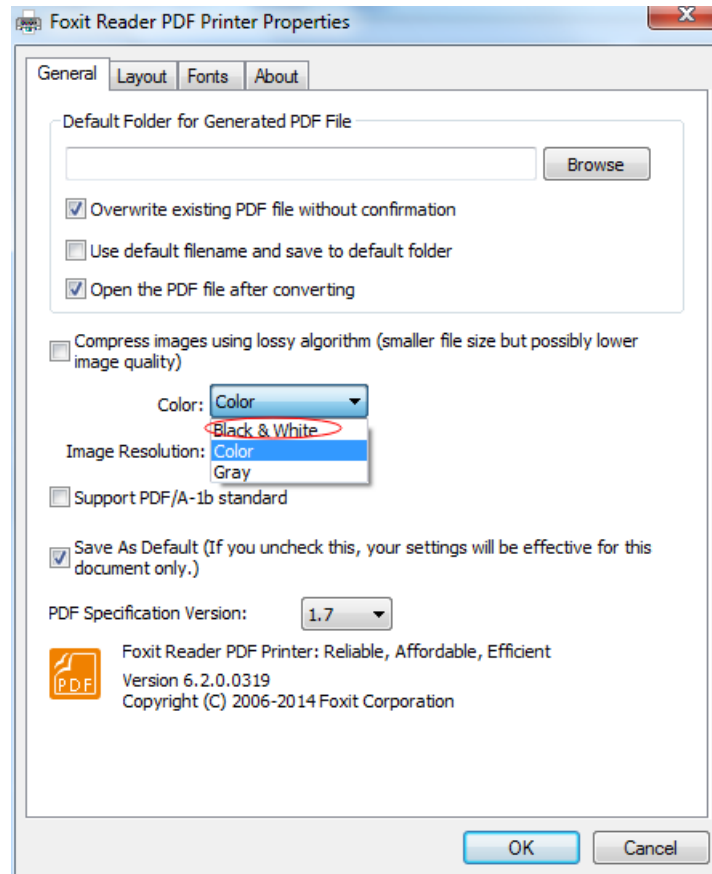 Foxit Reader PDF Printer Properties
General Layout Fonts About
Default Folder for Generated PDF File
Browse
Overwrite existing PDF file without confirmation
Use default filename and save to default folder
Open the PDF file after converting
Compress images using lossy algorithm (smaller file size but possibly lower
image quality)
Color: Color
Black & White
Image Resolution: Color
Gray
Support PDF/A-1b standard
Save As Default (If you uncheck this, your settings will be effective for this
document only.)
PDF Specification Version: 1.7
Foxit Reader PDF Printer: Reliable, Affordable, Efficient
PDF
Version 6.2.0.0319
Copyright (C) 2006-2014 Foxit Corporation
OK Cancel